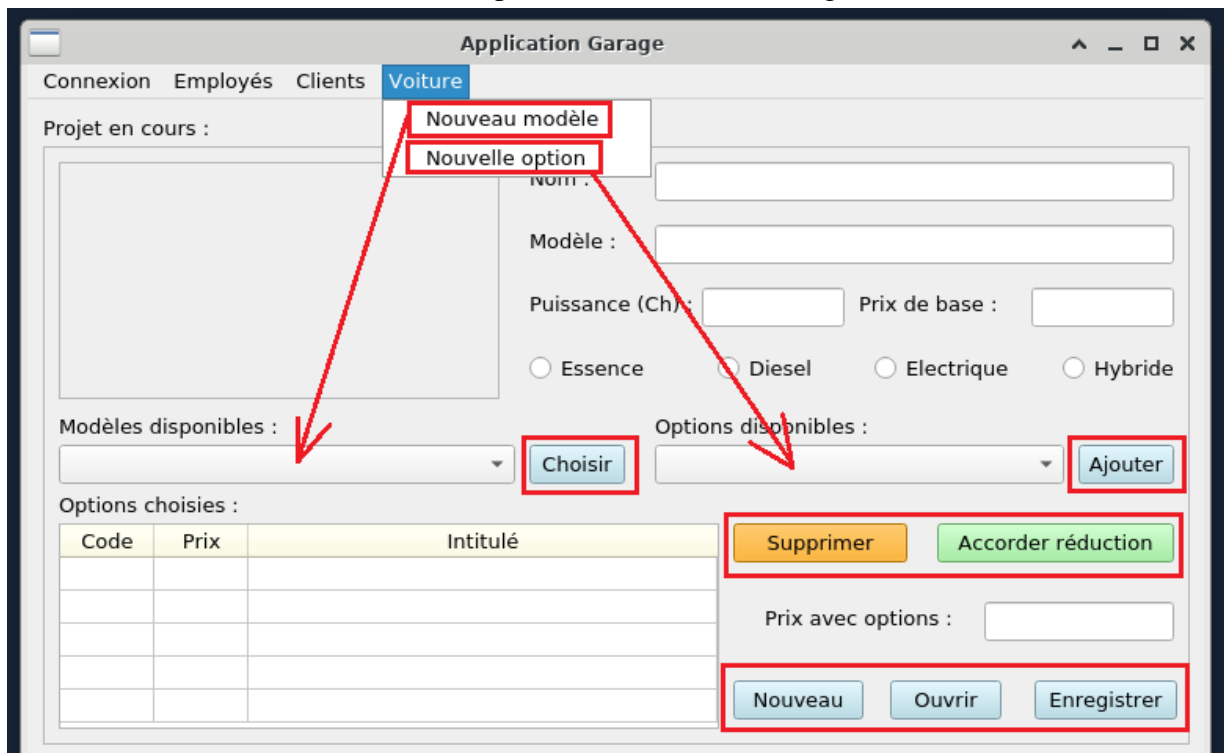 Application Garage
Connexion Employés Clients Voiture
Nouveau modèle
Nouvelle option
Projet en cours :
Nom :
Modèle :
Puissance (Ch) : Prix de base :
Essence Diesel Electrique Hybride
Modèles disponibles : Options disponibles :
Choisir Ajouter
Options choisies :
Code Prix Intitulé
Supprimer Accorder réduction
Prix avec options :
Nouveau Ouvrir Enregistrer